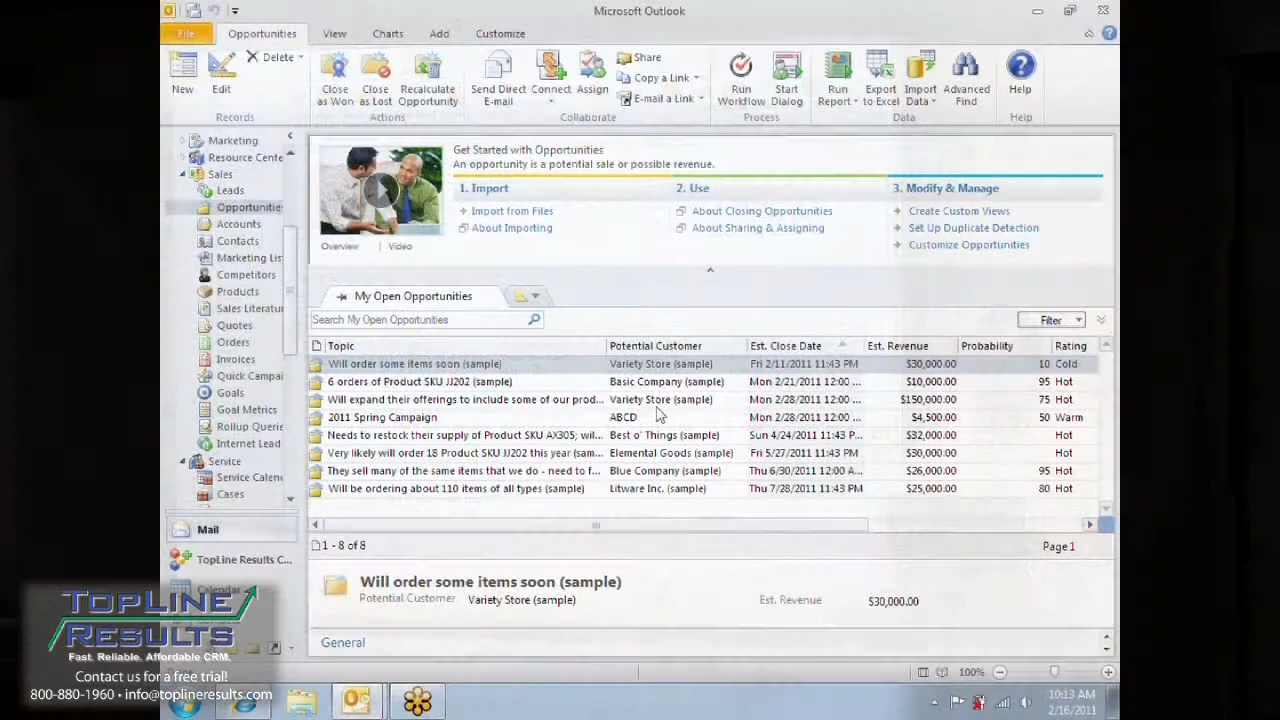 Microsoft Outlook
File Opportunities View Charts Add Customize
New Edit Delete
Close as Won Close as Lost Recalculate Opportunity
Send Direct E-mail Connect Assign
Share
Copy a Link
E-mail a Link
Run Workflow Start Dialog
Run Report Export to Excel Import Data Advanced Find
Help
Records Actions Collaborate Process Data Help
Marketing
Resource Cente
Sales
Leads
Opportunities
Accounts
Contacts
Marketing Lis
Competitors
Products
Sales Literatur
Quotes
Orders
Invoices
Quick Campai
Goals
Goal Metrics
Rollup Querie
Internet Lead
Service
Service Calen
Cases
Mail
TopLine Results C...
Calendar
Get Started with Opportunities
An opportunity is a potential sale or possible revenue.
Overview | Video
1. Import
Import from Files
About Importing
2. Use
About Closing Opportunities
About Sharing & Assigning
3. Modify & Manage
Create Custom Views
Set Up Duplicate Detection
Customize Opportunities
My Open Opportunities
Search My Open Opportunities
Filter
Topic Potential Customer Est. Close Date Est. Revenue Probability Rating
Will order some items soon (sample) Variety Store (sample) Fri 2/11/2011 11:43 PM $30,000.00 10 Cold
6 orders of Product SKU JJ202 (sample) Basic Company (sample) Mon 2/21/2011 12:00 ... $10,000.00 95 Hot
Will expand their offerings to include some of our prod... Variety Store (sample) Mon 2/28/2011 12:00 ... $150,000.00 75 Hot
2011 Spring Campaign ABCD Mon 2/28/2011 12:00 ... $4,500.00 50 Warm
Needs to restock their supply of Product SKU AX305; wil... Best o' Things (sample) Sun 4/24/2011 11:43 P... $32,000.00 Hot
Very likely will order 18 Product SKU JJ202 this year (sam... Elemental Goods (sample) Fri 5/27/2011 11:43 PM $30,000.00 Hot
They sell many of the same items that we do - need to f... Blue Company (sample) Thu 6/30/2011 12:00 A... $26,000.00 95 Hot
Will be ordering about 110 items of all types (sample) Litware Inc. (sample) Thu 7/28/2011 11:43 PM $25,000.00 80 Hot
1 - 8 of 8
Page 1
Will order some items soon (sample)
Potential Customer Variety Store (sample) Est. Revenue $30,000.00
General
100%
10:13 AM
2/16/2011
TOPLINE
RESULTS
Fast. Reliable. Affordable CRM.
Contact us for a free trial!
800-880-1960 • info@toplineresults.com